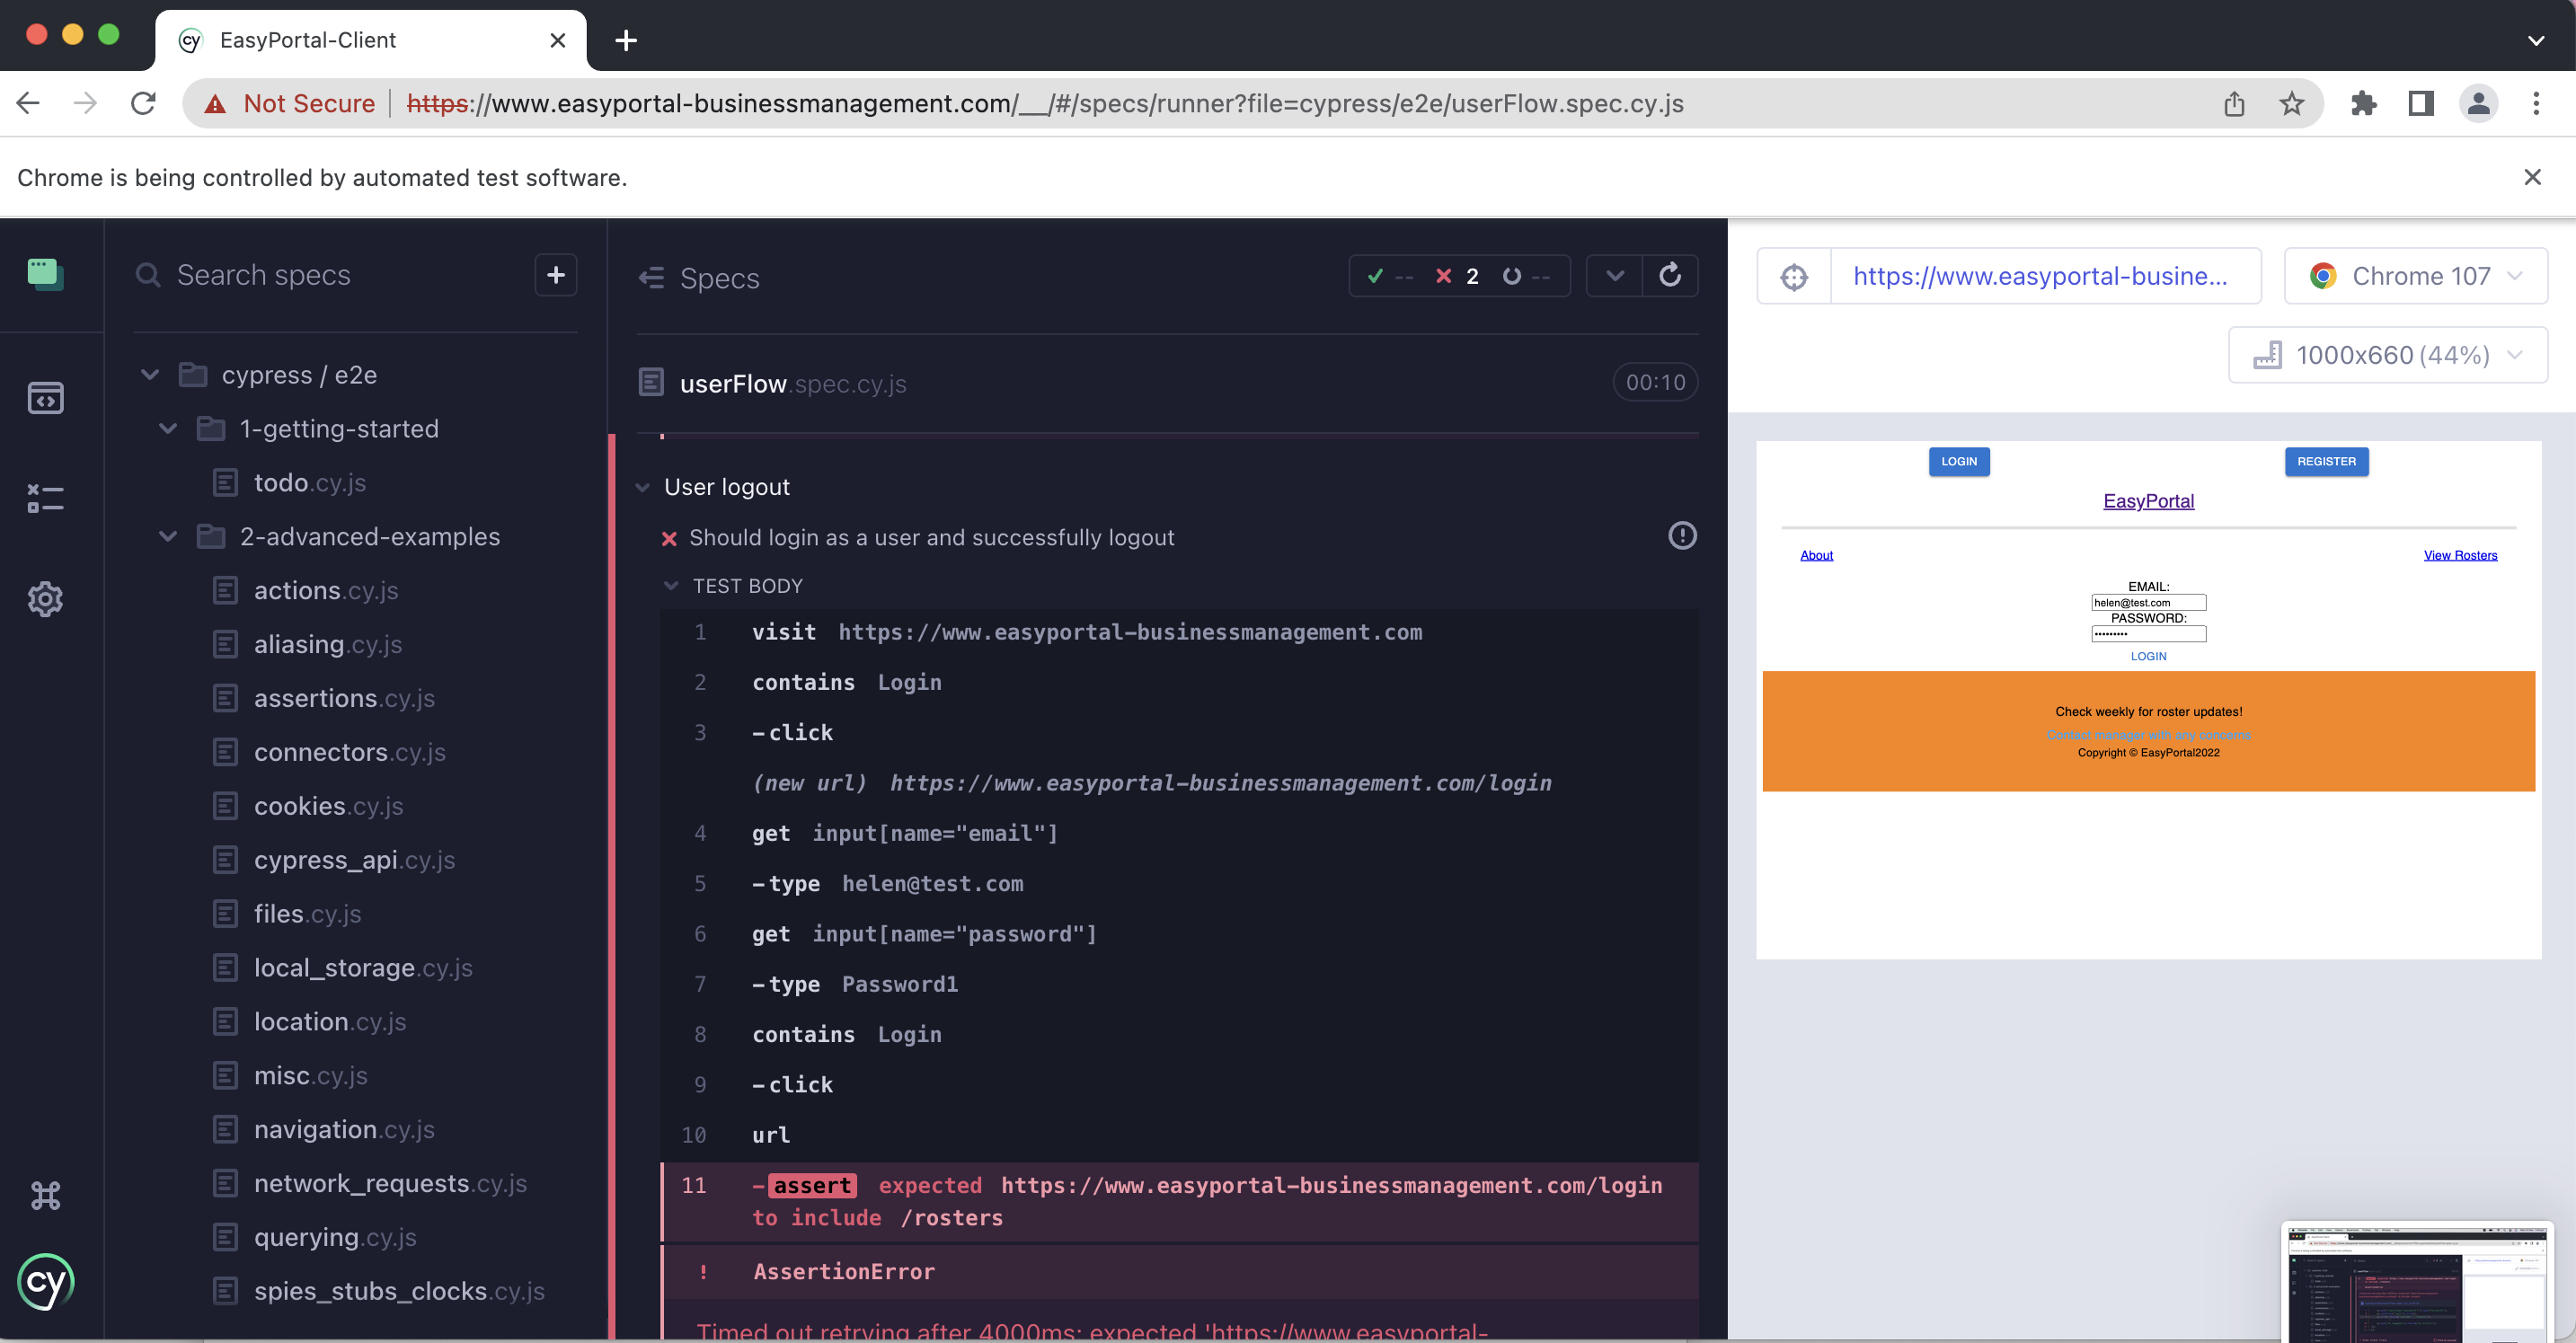 EasyPortal-Client
Not Secure https://www.easyportal-businessmanagement.com/__/#/specs/runner?file=cypress/e2e/userFlow.spec.cy.js
Chrome is being controlled by automated test software.
Search specs
cypress / e2e
1-getting-started
todo.cy.js
2-advanced-examples
actions.cy.js
aliasing.cy.js
assertions.cy.js
connectors.cy.js
cookies.cy.js
cypress_api.cy.js
files.cy.js
local_storage.cy.js
location.cy.js
misc.cy.js
navigation.cy.js
network_requests.cy.js
querying.cy.js
spies_stubs_clocks.cy.js
cy
Specs
-- 2 --
userFlow.spec.cy.js 00:10
User logout
Should login as a user and successfully logout
TEST BODY
1 visit https://www.easyportal-businessmanagement.com
2 contains Login
3 -click
(new url) https://www.easyportal-businessmanagement.com/login
4 get input[name="email"]
5 -type helen@test.com
6 get input[name="password"]
7 -type Password1
8 contains Login
9 -click
10 url
11 -assert expected https://www.easyportal-businessmanagement.com/login
to include /rosters
! AssertionError
Timed out retrying after 4000ms: expected 'https://www.easyportal-
https://www.easyportal-busine...
Chrome 107
1000x660 (44%)
LOGIN REGISTER
EasyPortal
About View Rosters
EMAIL:
helen@test.com
PASSWORD:
•••••••••
LOGIN
Check weekly for roster updates!
Contact manager with any concerns
Copyright © EasyPortal2022